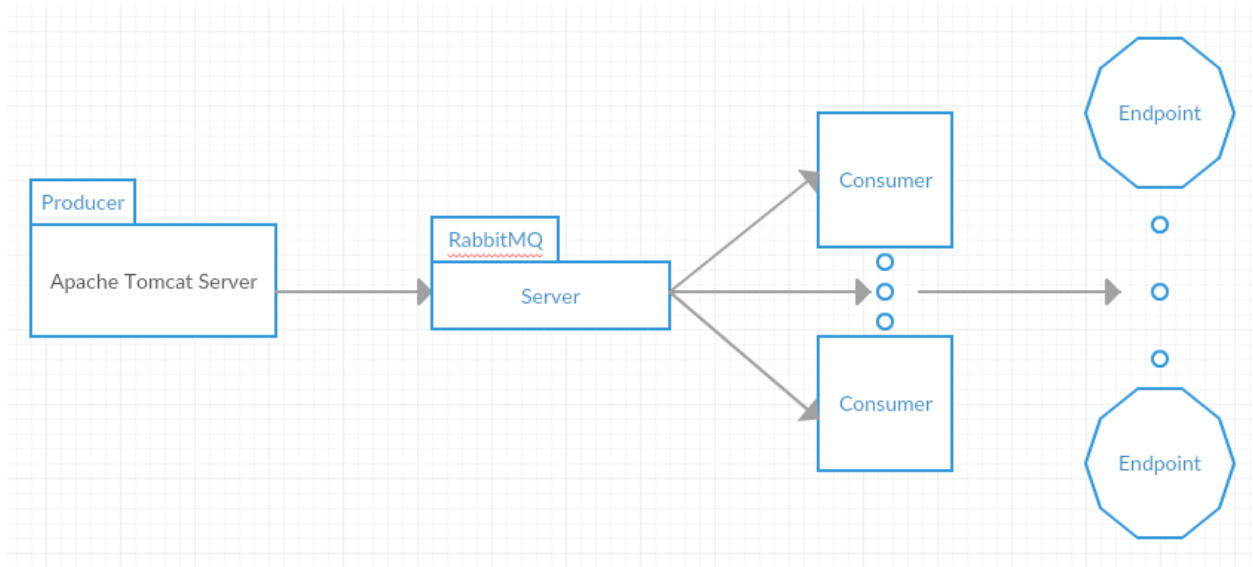 Producer
Apache Tomcat Server
RabbitMQ
Server
Consumer
Consumer
Endpoint
Endpoint